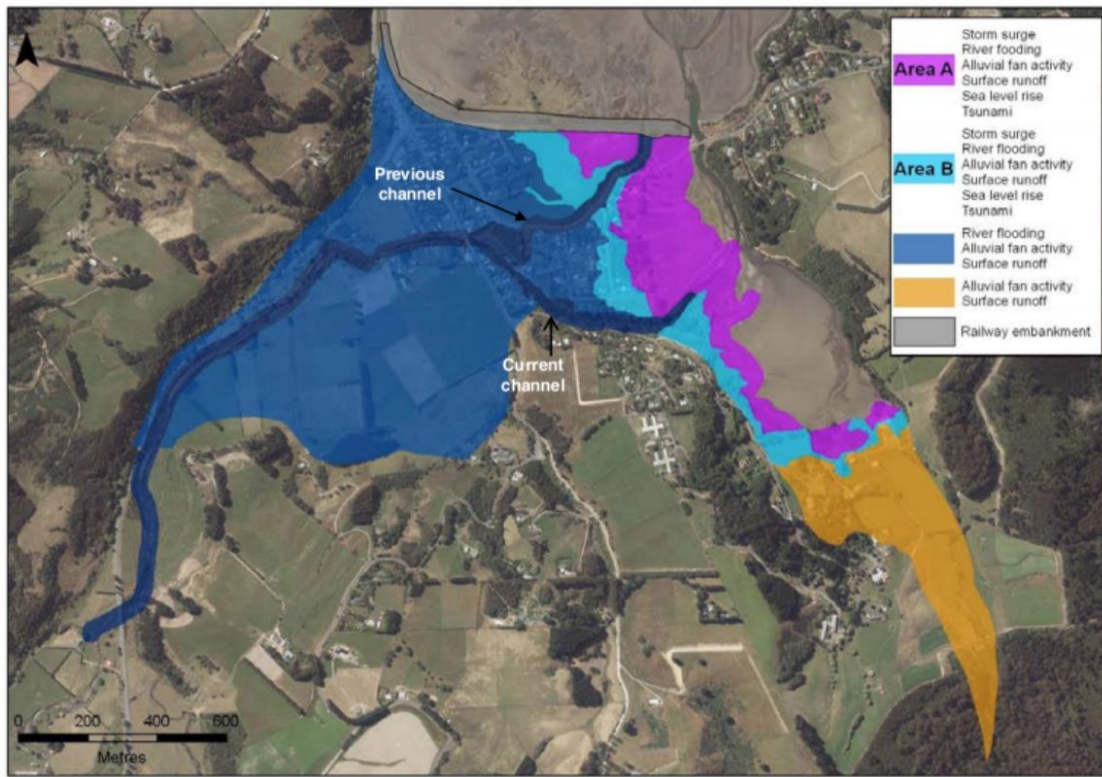 Storm surge
River flooding
Area A Alluvial fan activity
Surface runoff
Sea level rise
Tsunami
Storm surge
River flooding
Area B Alluvial fan activity
Surface runoff
Sea level rise
Tsunami
River flooding
Alluvial fan activity
Surface runoff
Alluvial fan activity
Surface runoff
Railway embankment
Previous
channel
Current
channel
0 200 400 600
Metres